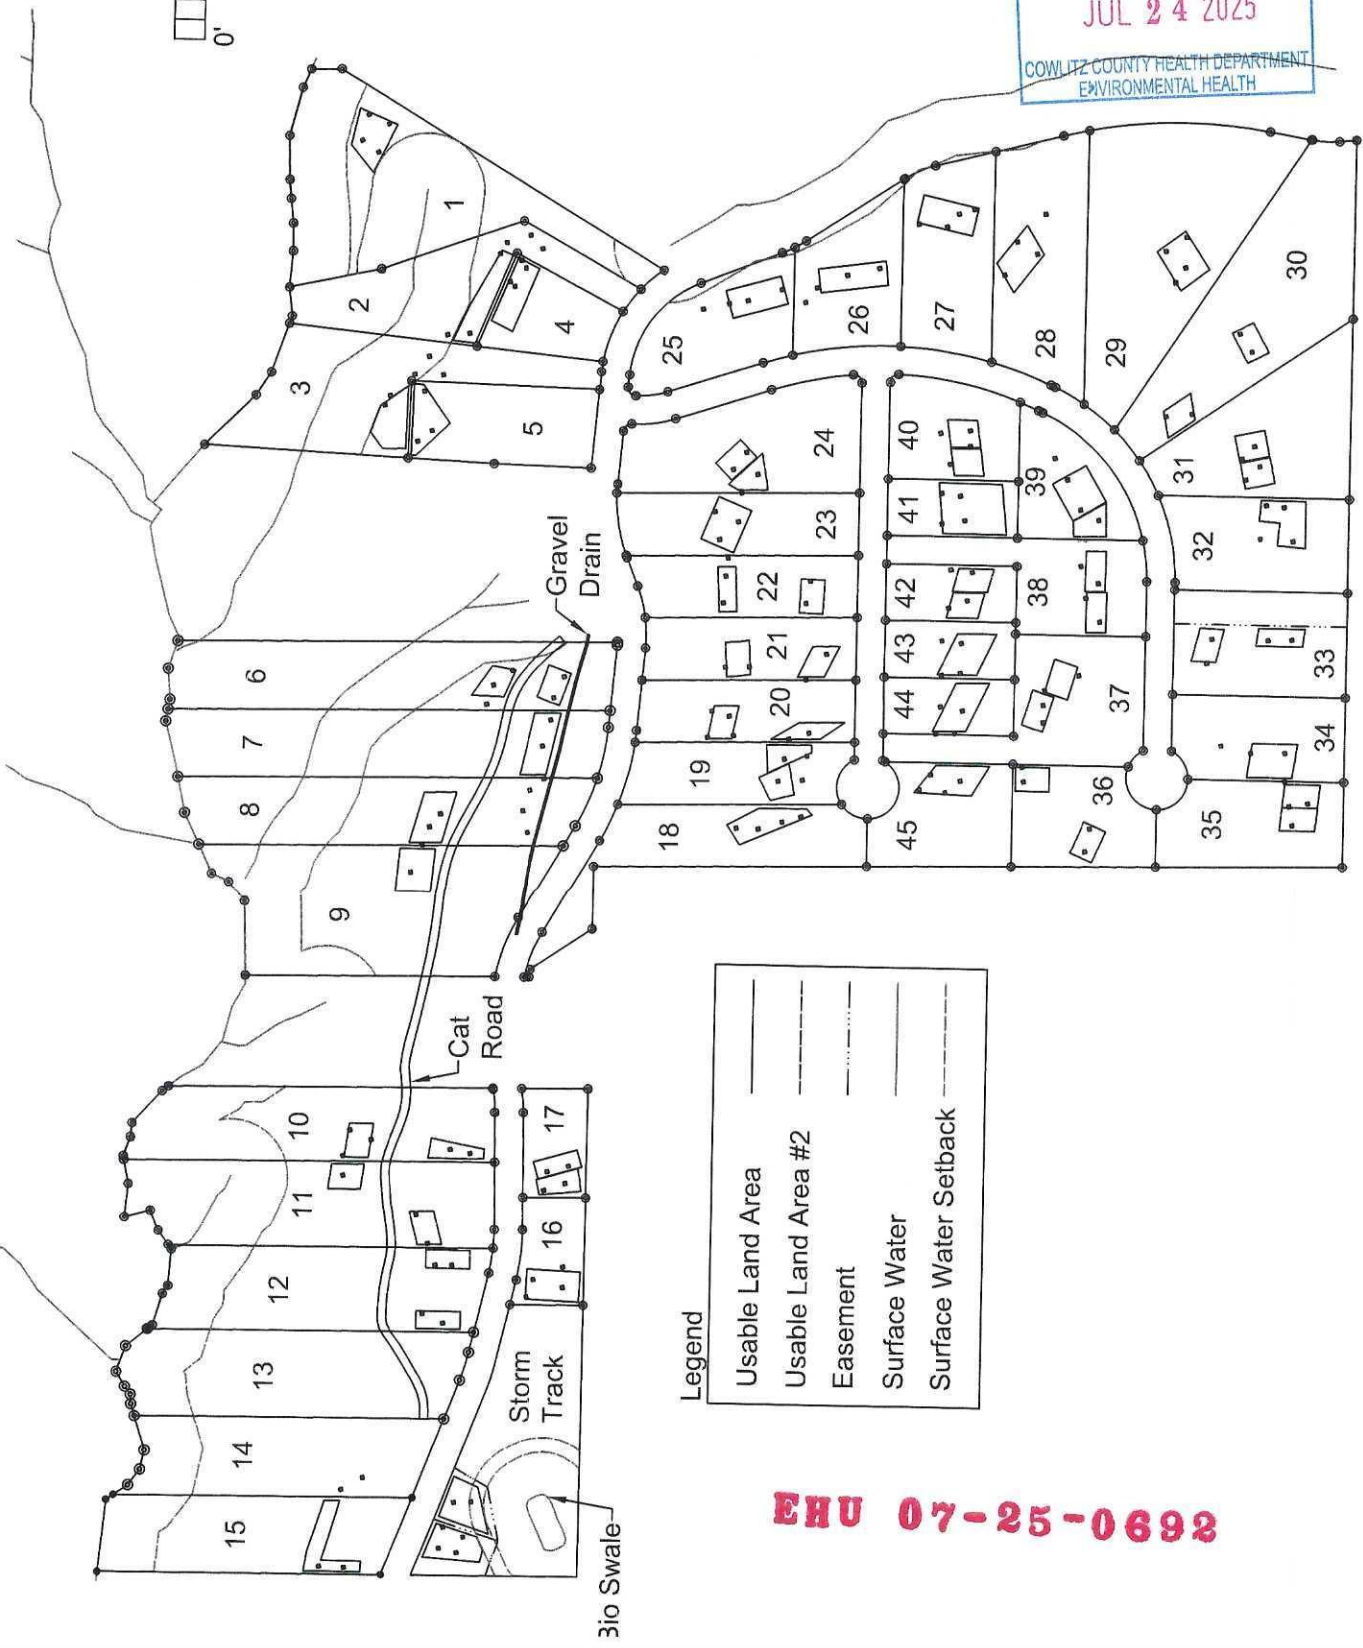 0'
JUL 24 2025
COWLITZ COUNTY HEALTH DEPARTMENT
ENVIRONMENTAL HEALTH
1
2
3
4
5
6
7
8
9
10
11
12
13
14
15
16
17
18
19
20
21
22
23
24
25
26
27
28
29
30
31
32
33
34
35
36
37
38
39
40
41
42
43
44
45
Gravel
Drain
Cat
Road
Storm
Track
Bio Swale
Legend
Usable Land Area
Usable Land Area #2
Easement
Surface Water
Surface Water Setback
EHU 07-25-0692